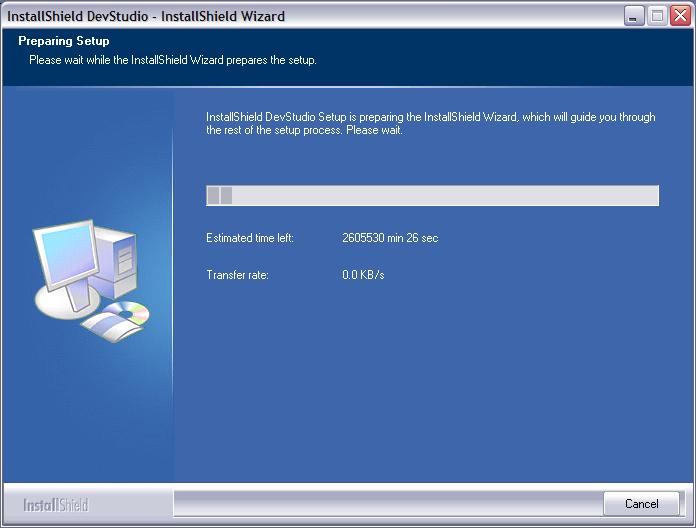 InstallShield DevStudio - InstallShield Wizard
Preparing Setup
Please wait while the InstallShield Wizard prepares the setup.
InstallShield DevStudio Setup is preparing the InstallShield Wizard, which will guide you through
the rest of the setup process. Please wait.
Estimated time left: 2605530 min 26 sec
Transfer rate: 0.0 KB/s
InstallShield
Cancel